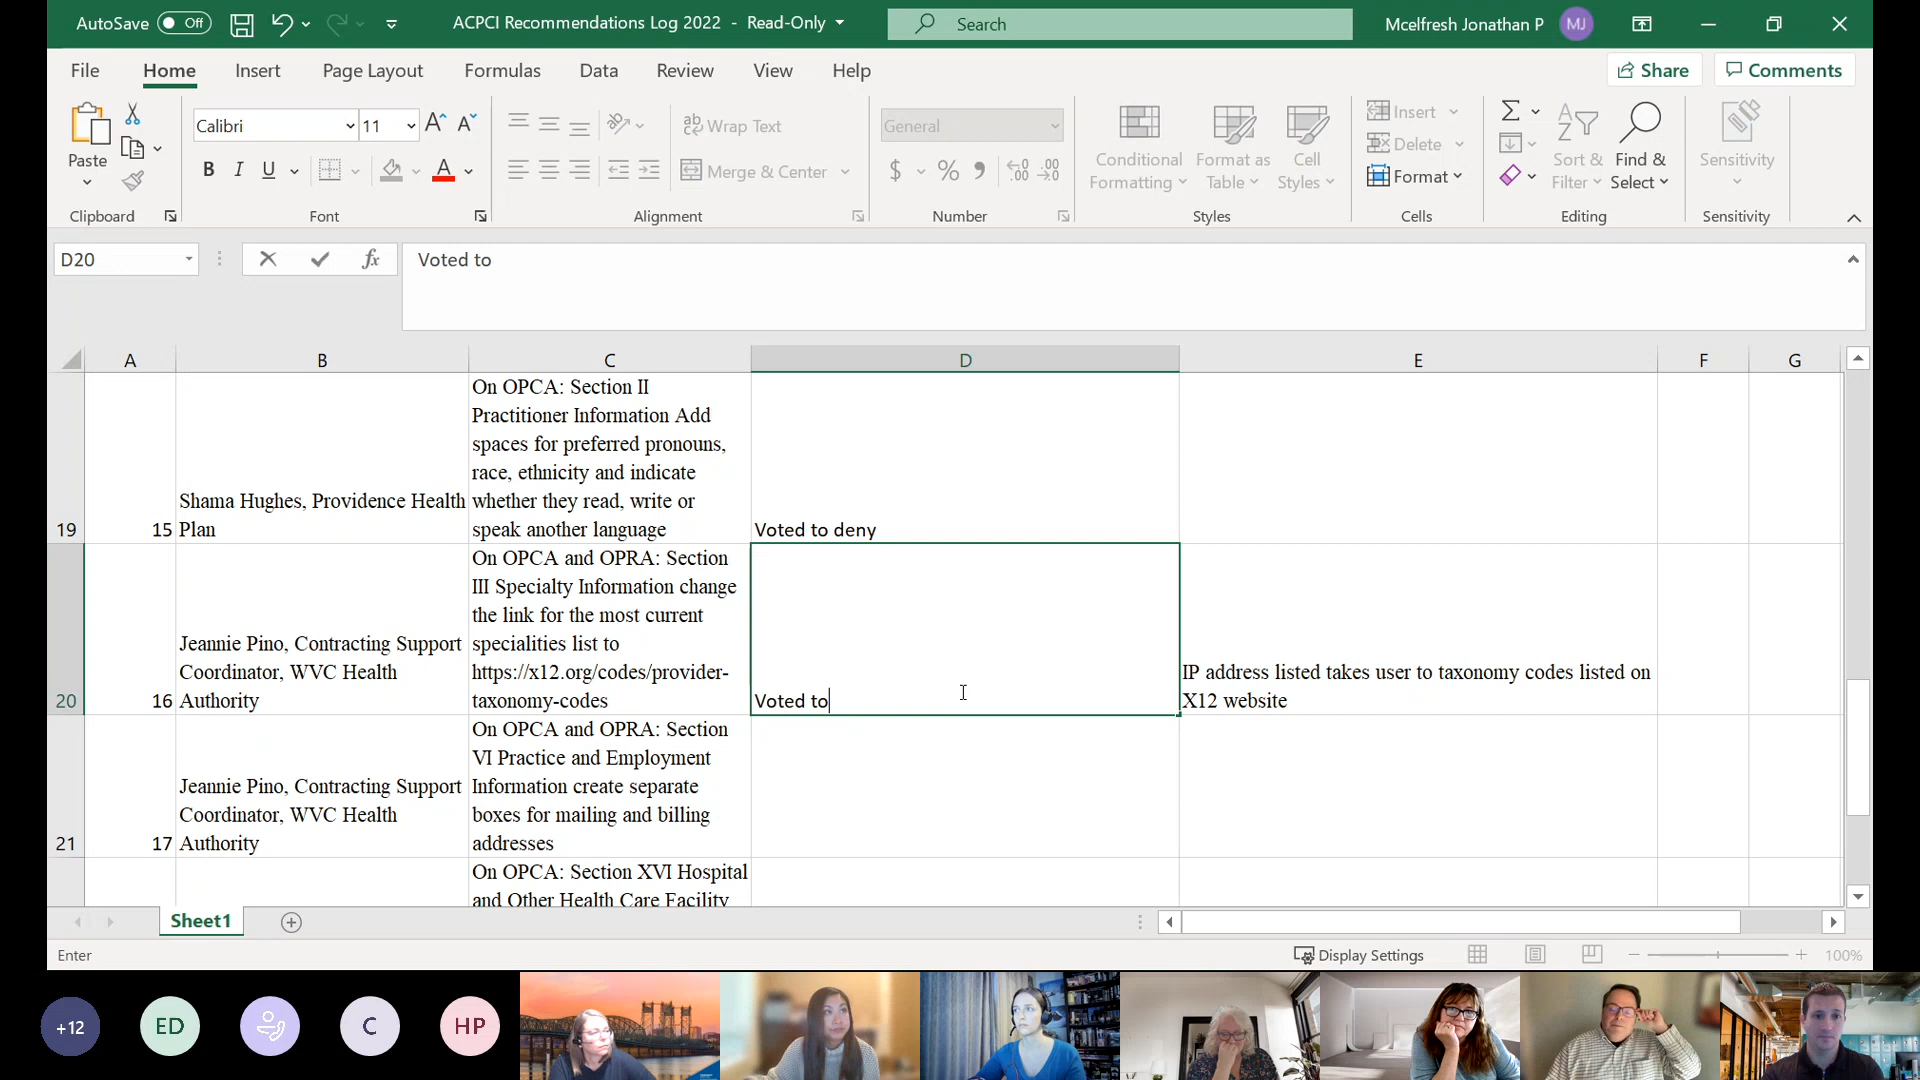 AutoSave Off ACPCI Recommendations Log 2022 - Read-Only Search Mcelfresh Jonathan P MJ
File Home Insert Page Layout Formulas Data Review View Help Share Comments
Calibri 11 Wrap Text General Insert
Paste B I U Merge & Center $ % Conditional Formatting Format as Table Cell Styles Delete Sort & Filter Find & Select Sensitivity
Format
Clipboard Font Alignment Number Styles Cells Editing Sensitivity
D20 fx Voted to
A B C D E F G
On OPCA: Section II
Practitioner Information Add
spaces for preferred pronouns,
race, ethnicity and indicate
Shama Hughes, Providence Health whether they read, write or
19 15 Plan speak another language Voted to deny
On OPCA and OPRA: Section
III Specialty Information change
the link for the most current
Jeannie Pino, Contracting Support specialities list to
Coordinator, WVC Health https://x12.org/codes/provider- IP address listed takes user to taxonomy codes listed on
20 16 Authority taxonomy-codes Voted to X12 website
On OPCA and OPRA: Section
VI Practice and Employment
Jeannie Pino, Contracting Support Information create separate
Coordinator, WVC Health boxes for mailing and billing
21 17 Authority addresses
On OPCA: Section XVI Hospital
and Other Health Care Facility
Sheet1
Enter Display Settings 100%
+12 ED C HP